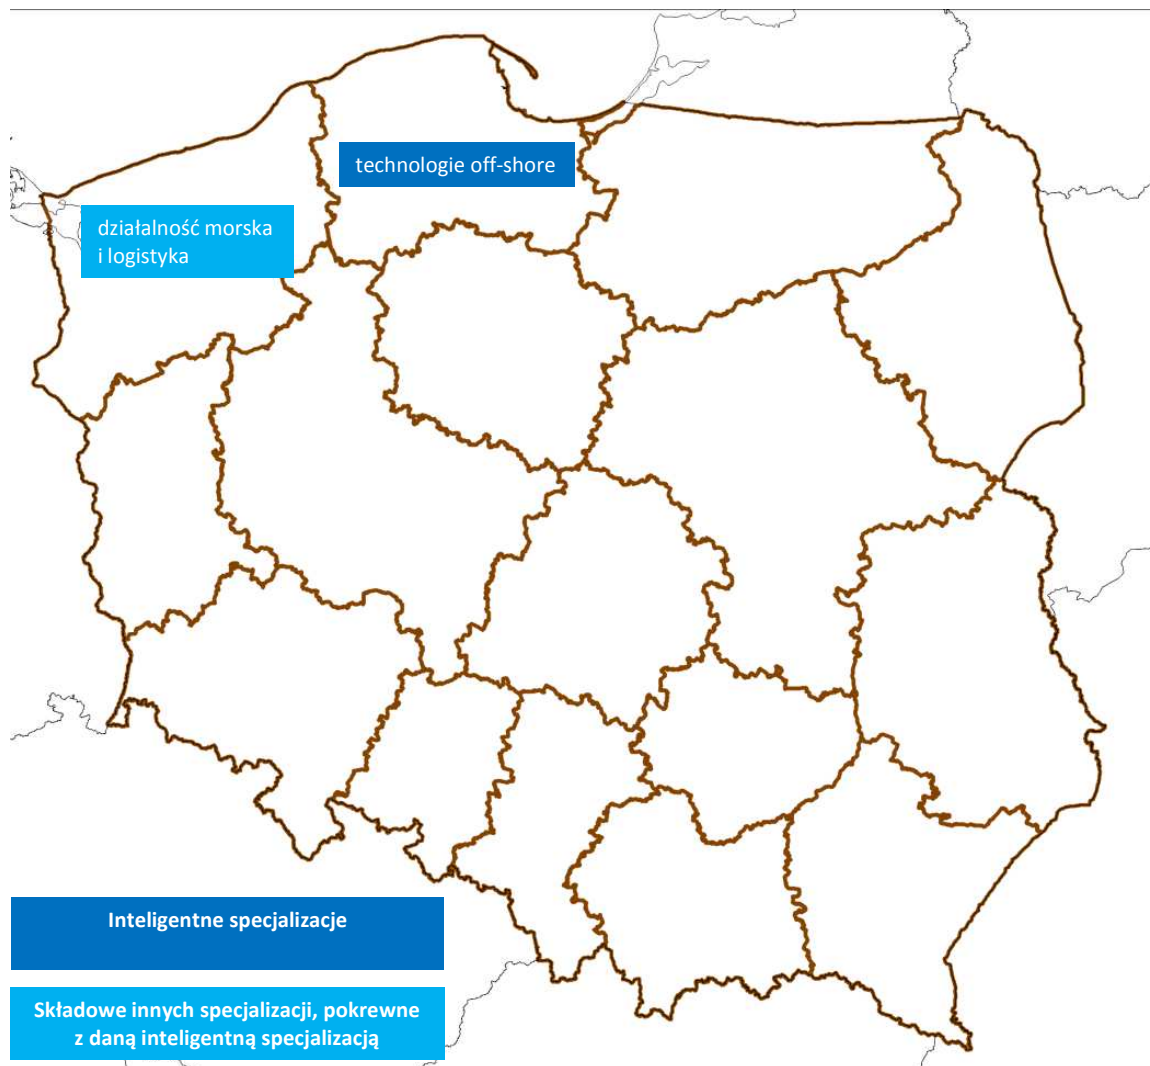 technologie off-shore
działalność morska
i logistyka
Inteligentne specjalizacje
Składowe innych specjalizacji, pokrewne
z daną inteligentną specjalizacją